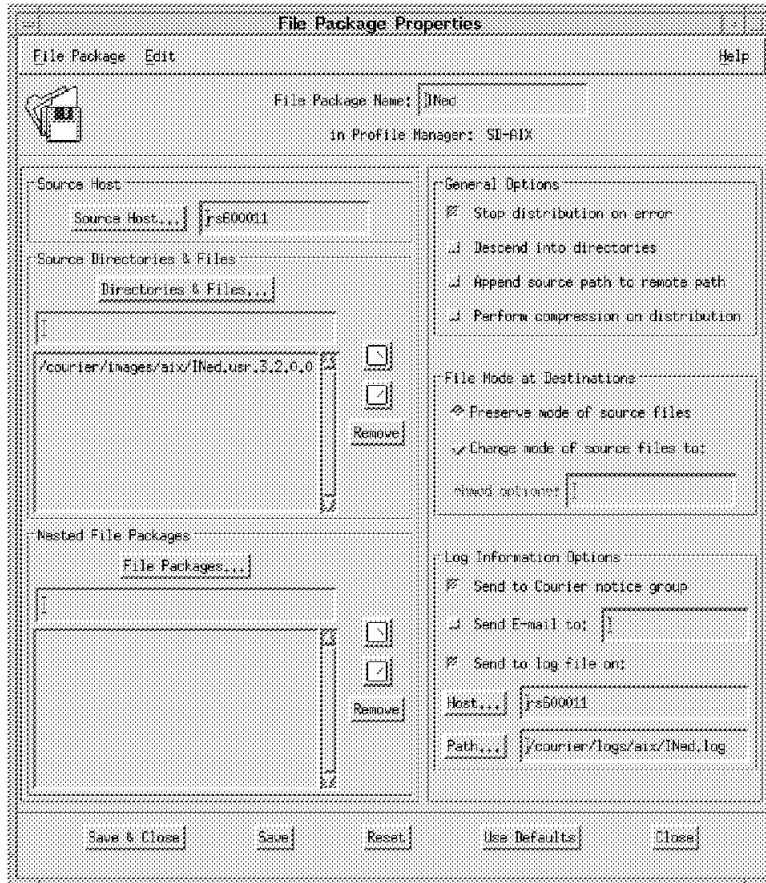 File Package Properties
File Package Edit Help
File Package Name: INed
in Profile Manager: SD-AIX
Source Host
Source Host... rs600011
Source Directories & Files
Directories & Files...
/courier/images/aix/INed.usr.3.2.0.0
Remove
Nested File Packages
File Packages...
Remove
General Options
Stop distribution on error
Descend into directories
Append source path to remote path
Perform compression on distribution
File Mode at Destinations
Preserve mode of source files
Change mode of source files to:
chmod options:
Log Information Options
Send to Courier notice group
Send E-mail to:
Send to log file on:
Host... rs600011
Path... /courier/logs/aix/INed.log
Save & Close Save Reset Use Defaults Close